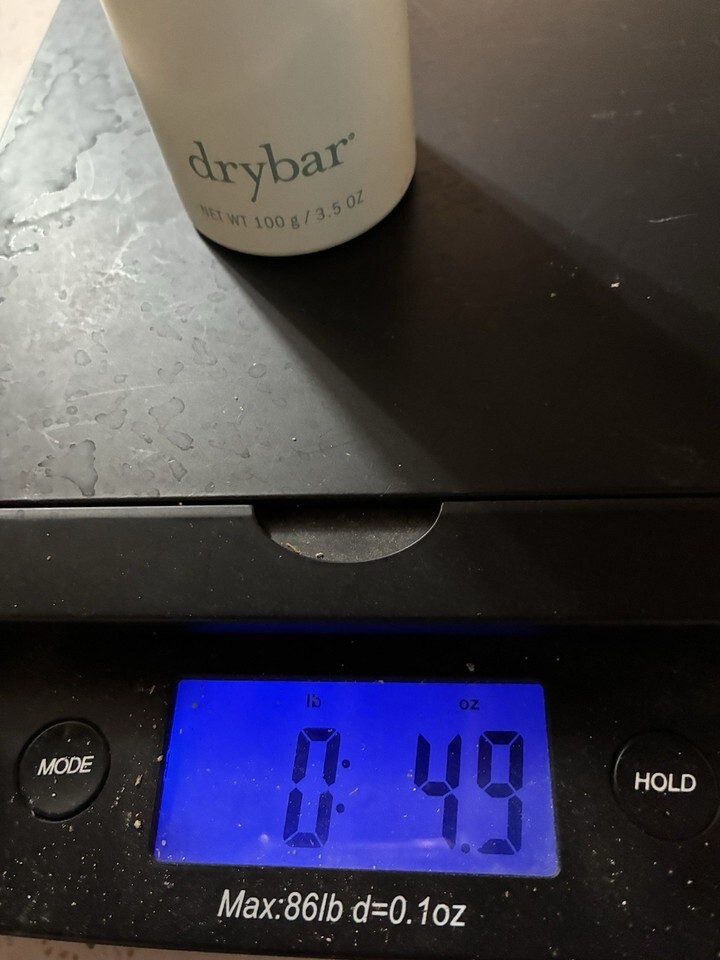 drybar®
NET WT 100 g / 3.5 OZ
lb oz
0: 4.9
MODE
HOLD
Max:86lb d=0.1oz